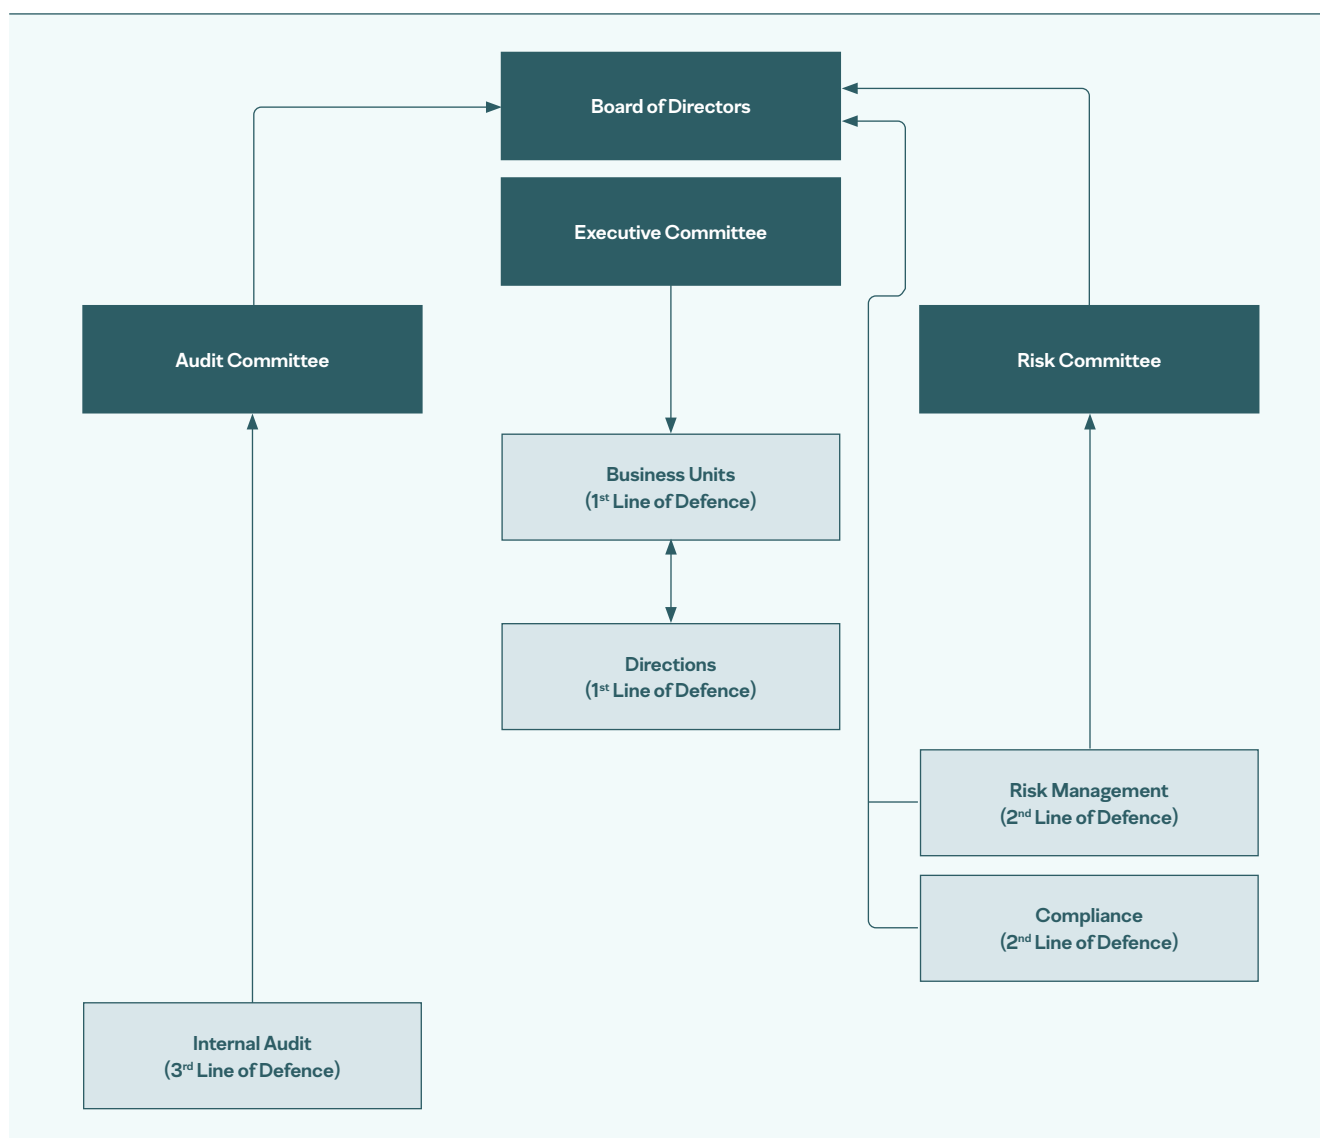 Board of Directors
Executive Committee
Audit Committee
Risk Committee
Business Units
(1st Line of Defence)
Directions
(1st Line of Defence)
Risk Management
(2nd Line of Defence)
Compliance
(2nd Line of Defence)
Internal Audit
(3rd Line of Defence)